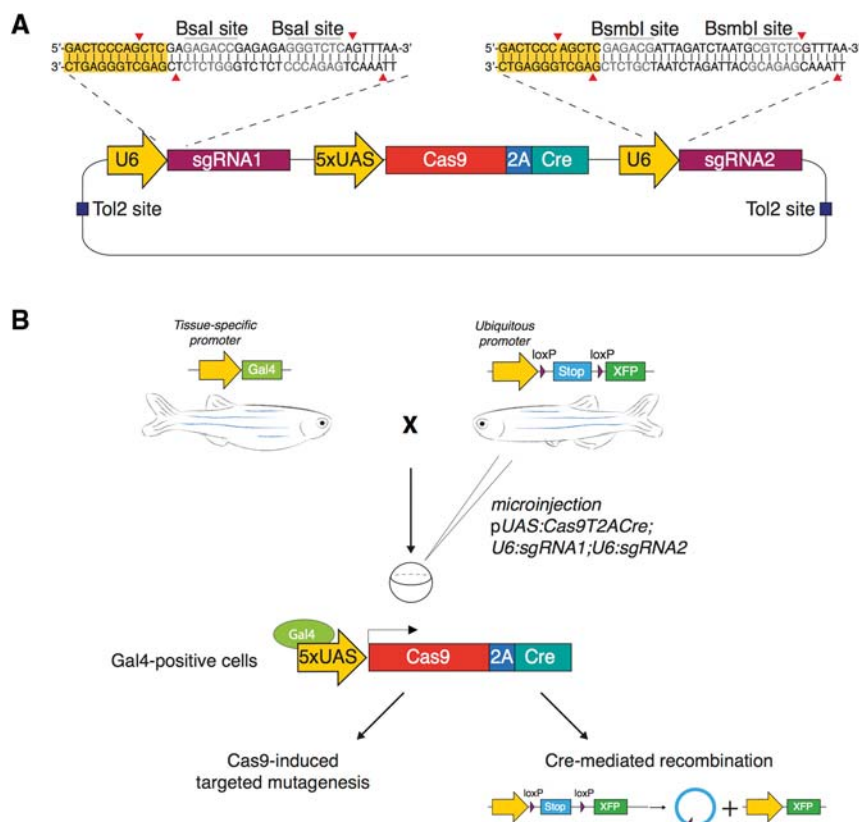 A
BsaI site BsaI site
5'-GACTCCCAGCTCGAGAGACCGAGAGAGGGTCTCAGTTTAA-3'
3'-CTGAGGGTCGAGCTCTCTGGGTCTCTCCCAGAGTCAAATT
BsmbI site BsmbI site
5'-GACTCCC AGCTCGAGACGATTAGATCTAATGCGTCTCGTTTAA-3'
3'-CTGAGGGTCGAGCTCTGCTAATCTAGATTACGCAGAGCAAATT
U6 sgRNA1 5xUAS Cas9 2A Cre U6 sgRNA2
Tol2 site Tol2 site
B
Tissue-specific
promoter
Gal4
Ubiquitous
promoter
loxP loxP
Stop XFP
X
microinjection
pUAS:Cas9T2ACre;
U6:sgRNA1;U6:sgRNA2
Gal4
Gal4-positive cells
5xUAS Cas9 2A Cre
Cas9-induced
targeted mutagenesis
Cre-mediated recombination
loxP loxP
Stop XFP + XFP